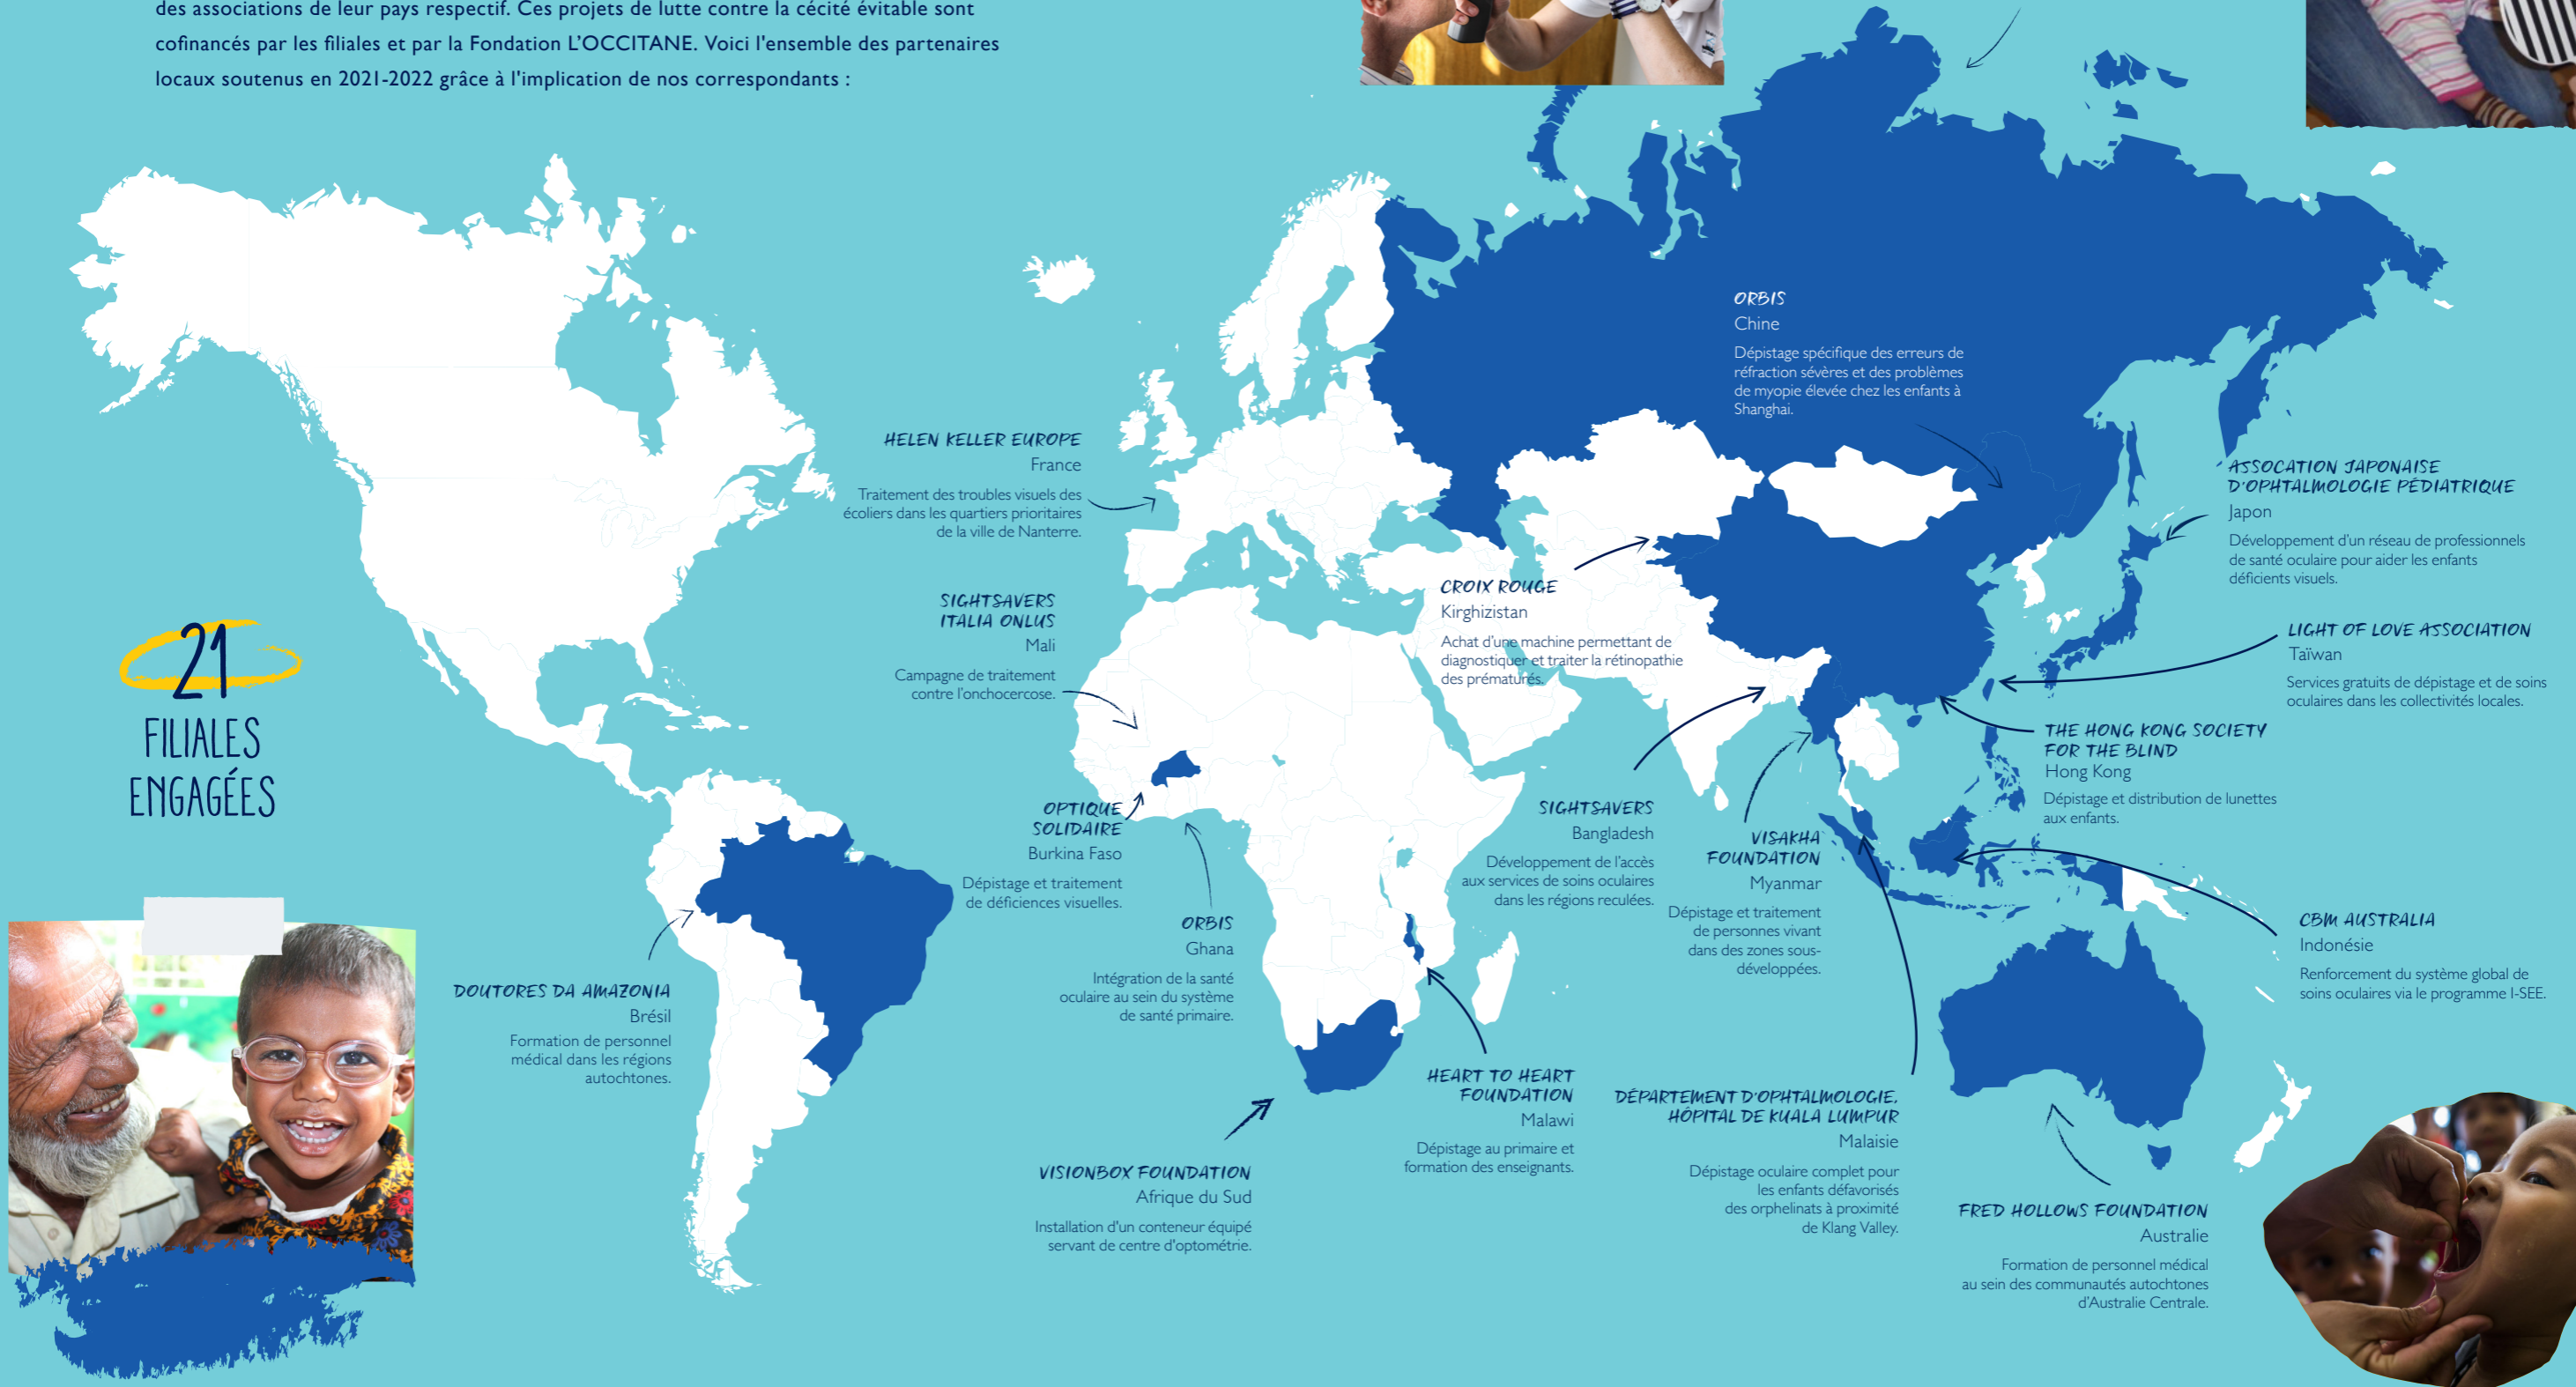 des associations de leur pays respectif. Ces projets de lutte contre la cécité évitable sont
cofinancés par les filiales et par la Fondation L’OCCITANE. Voici l'ensemble des partenaires
locaux soutenus en 2021-2022 grâce à l'implication de nos correspondants :
ORBIS
Chine
Dépistage spécifique des erreurs de
réfraction sévères et des problèmes
de myopie élevée chez les enfants à
Shanghai.
HELEN KELLER EUROPE
France
Traitement des troubles visuels des
écoliers dans les quartiers prioritaires
de la ville de Nanterre.
ASSOCATION JAPONAISE
D'OPHTALMOLOGIE PÉDIATRIQUE
Japon
Développement d’un réseau de professionnels
de santé oculaire pour aider les enfants
déficients visuels.
CROIX ROUGE
Kirghizistan
Achat d’une machine permettant de
diagnostiquer et traiter la rétinopathie
des prématurés.
SIGHTSAVERS
ITALIA ONLUS
Mali
Campagne de traitement
contre l’onchocercose.
LIGHT OF LOVE ASSOCIATION
Taïwan
Services gratuits de dépistage et de soins
oculaires dans les collectivités locales.
21
FILIALES
ENGAGÉES
THE HONG KONG SOCIETY
FOR THE BLIND
Hong Kong
Dépistage et distribution de lunettes
aux enfants.
OPTIQUE
SOLIDAIRE
Burkina Faso
Dépistage et traitement
de déficiences visuelles.
SIGHTSAVERS
Bangladesh
Développement de l’accès
aux services de soins oculaires
dans les régions reculées.
VISAKHA
FOUNDATION
Myanmar
Dépistage et traitement
de personnes vivant
dans des zones sous-
développées.
ORBIS
Ghana
Intégration de la santé
oculaire au sein du système
de santé primaire.
CBM AUSTRALIA
Indonésie
Renforcement du système global de
soins oculaires via le programme I-SEE.
DOUTORES DA AMAZONIA
Brésil
Formation de personnel
médical dans les régions
autochtones.
HEART TO HEART
FOUNDATION
Malawi
Dépistage au primaire et
formation des enseignants.
DÉPARTEMENT D'OPHTALMOLOGIE,
HÔPITAL DE KUALA LUMPUR
Malaisie
Dépistage oculaire complet pour
les enfants défavorisés
des orphelinats à proximité
de Klang Valley.
VISIONBOX FOUNDATION
Afrique du Sud
Installation d'un conteneur équipé
servant de centre d'optométrie.
FRED HOLLOWS FOUNDATION
Australie
Formation de personnel médical
au sein des communautés autochtones
d’Australie Centrale.